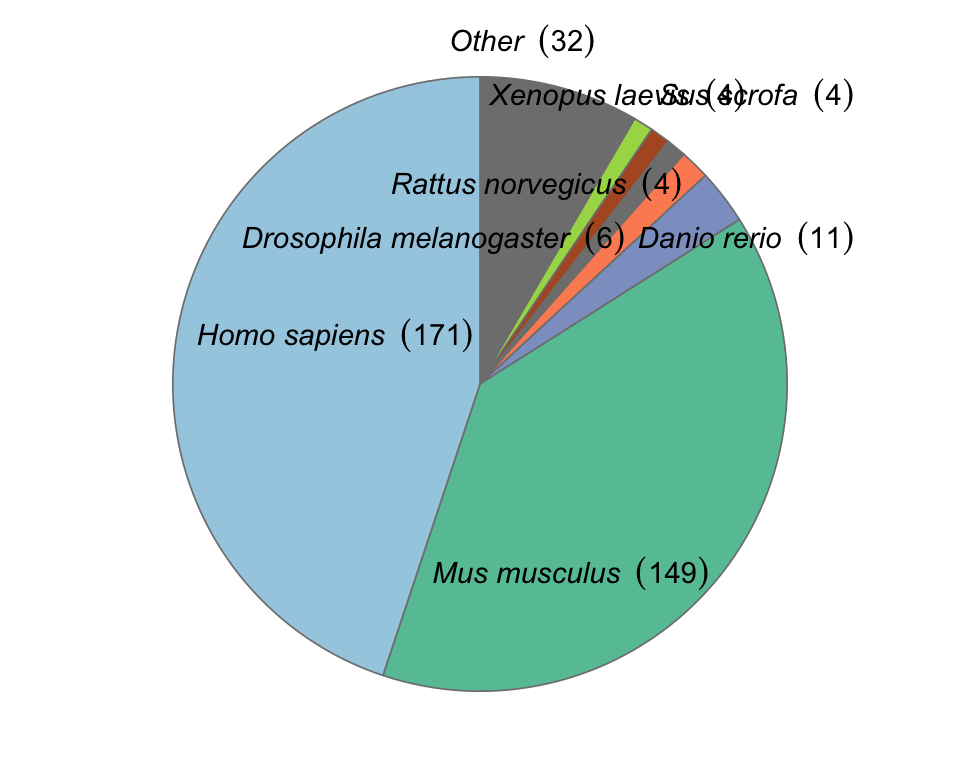 Other (32)
Xenopus laevis (4)
Sus scrofa (4)
Rattus norvegicus (4)
Drosophila melanogaster (6)
Danio rerio (11)
Homo sapiens (171)
Mus musculus (149)